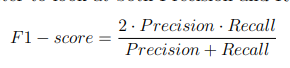 F1 − score = 2 · Precision · Recall / Precision + Recall